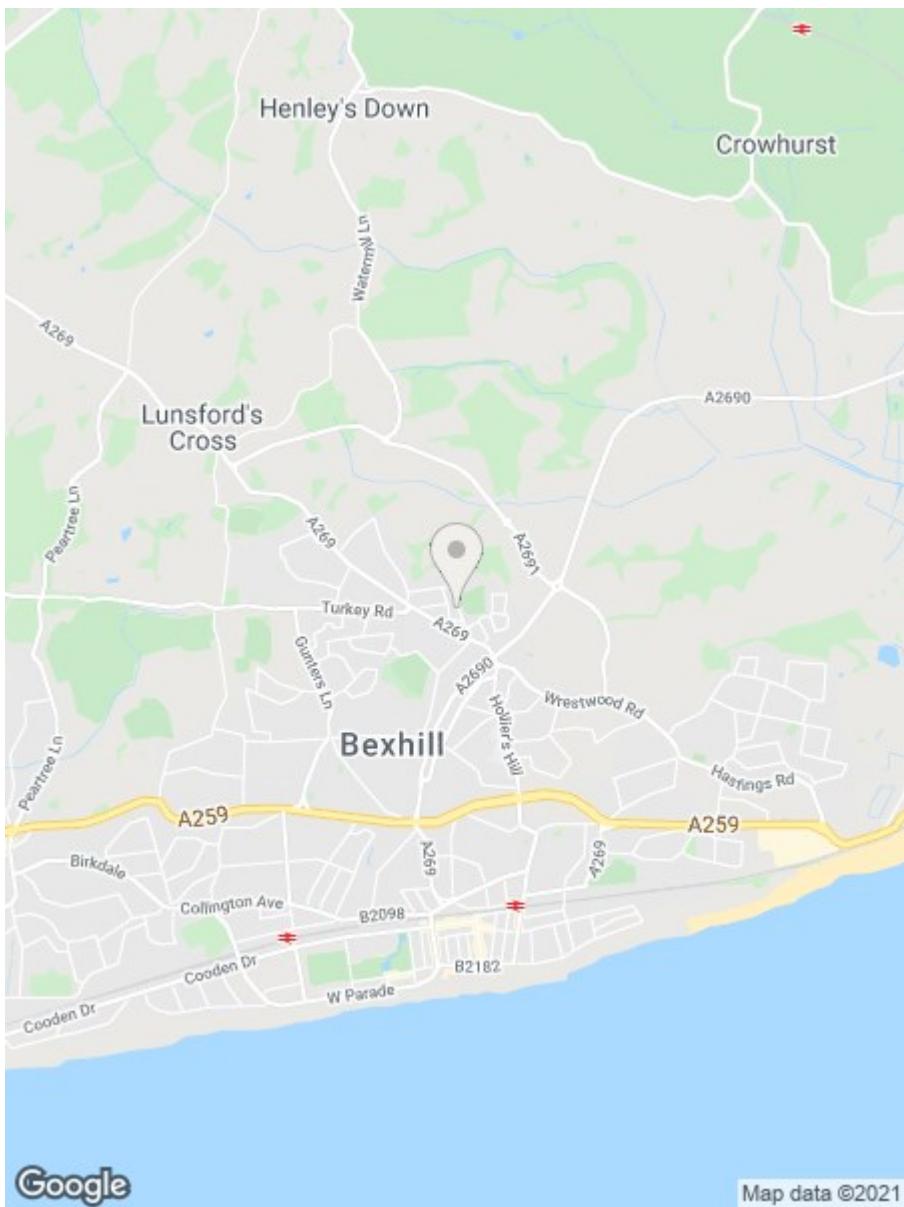 Henley's Down
Crowhurst
Watermill Ln
A269
A2690
Lunsford's
Cross
Peartree Ln
A269
A2691
Turkey Rd
A269
Gunters Ln
A2690
Wrestwood Rd
Hollier's Hill
Bexhill
Peartree Ln
Hastings Rd
A259
A259
Birkdale
A269
A269
Collington Ave
B2098
Cooden Dr
B2182
W Parade
Cooden Dr
Google
Map data ©2021